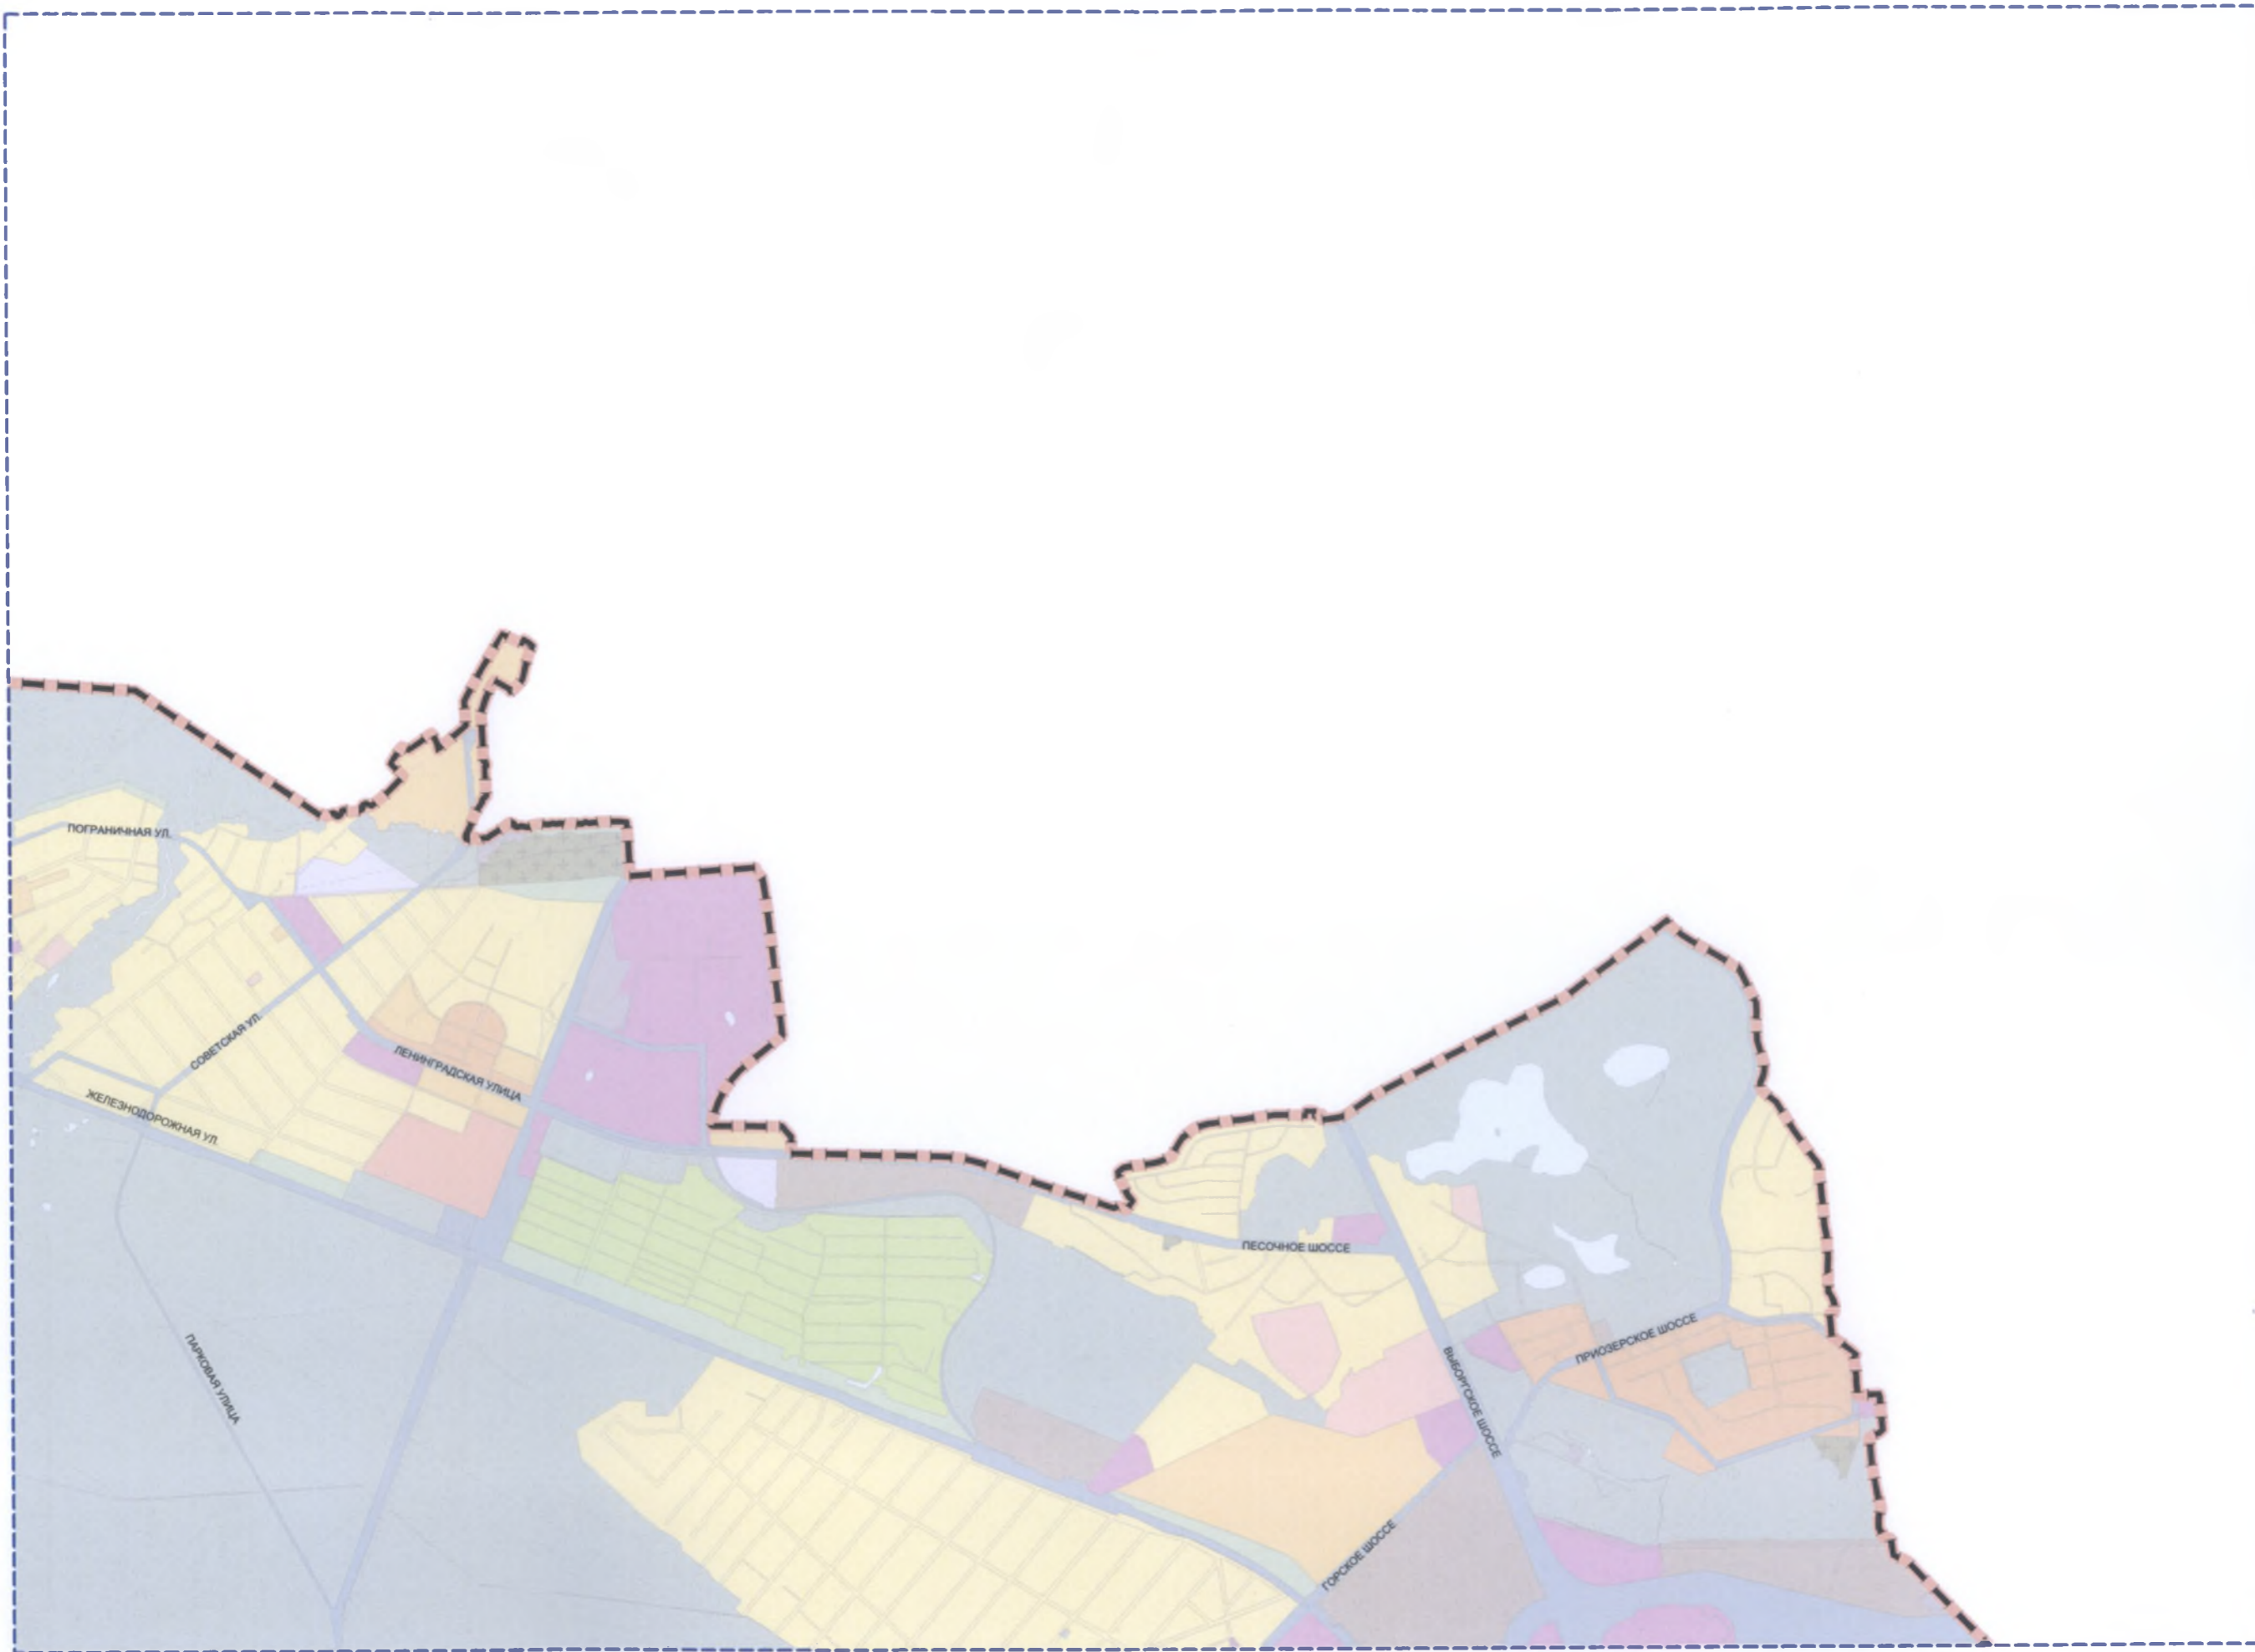 ПОГРАНИЧНАЯ УЛ.
СОВЕТСКАЯ УЛ.
ЛЕНИНГРАДСКАЯ УЛИЦА
ЖЕЛЕЗНОДОРОЖНАЯ УЛ.
ПЕСОЧНОЕ ШОССЕ
ПРИОЗЕРСКОЕ ШОССЕ
ПАРКОВАЯ УЛИЦА
ВЫБОРГСКОЕ ШОССЕ
ГОРСКОЕ ШОССЕ